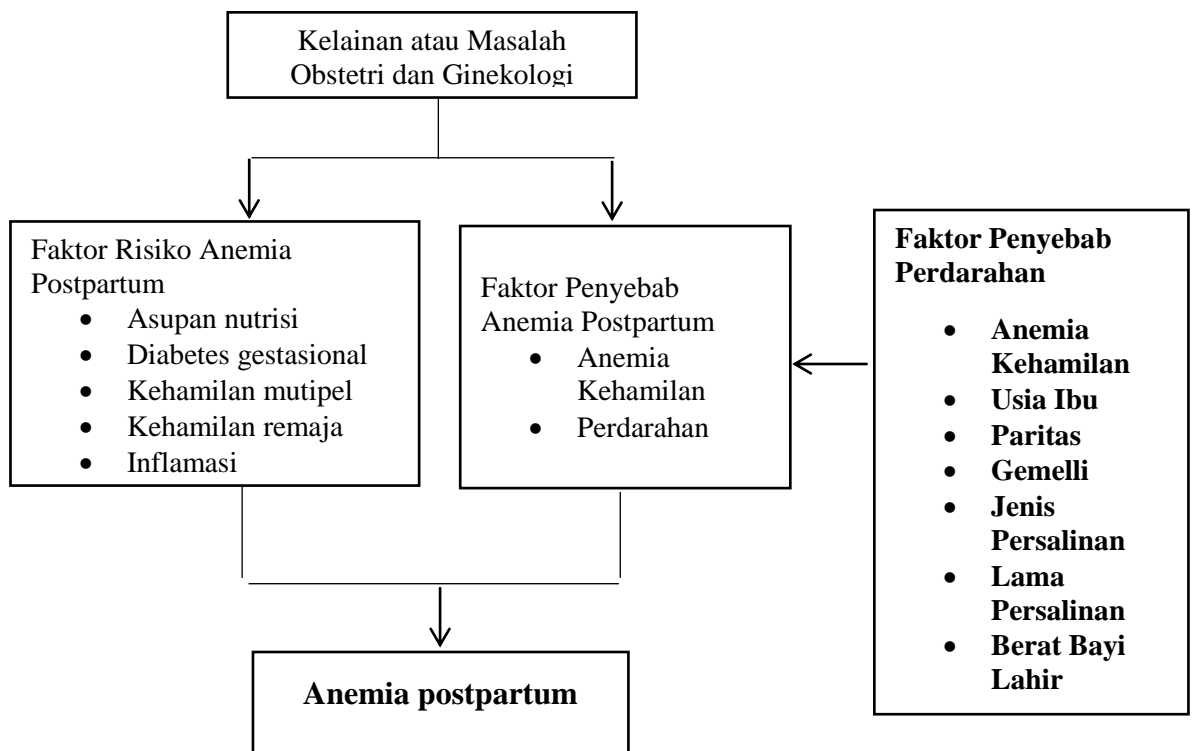 Kelainan atau Masalah
Obstetri dan Ginekologi
Faktor Risiko Anemia
Postpartum
• Asupan nutrisi
• Diabetes gestasional
• Kehamilan mutipel
• Kehamilan remaja
• Inflamasi
Faktor Penyebab
Anemia Postpartum
• Anemia
Kehamilan
• Perdarahan
Faktor Penyebab
Perdarahan
• Anemia
Kehamilan
• Usia Ibu
• Paritas
• Gemelli
• Jenis
Persalinan
• Lama
Persalinan
• Berat Bayi
Lahir
Anemia postpartum